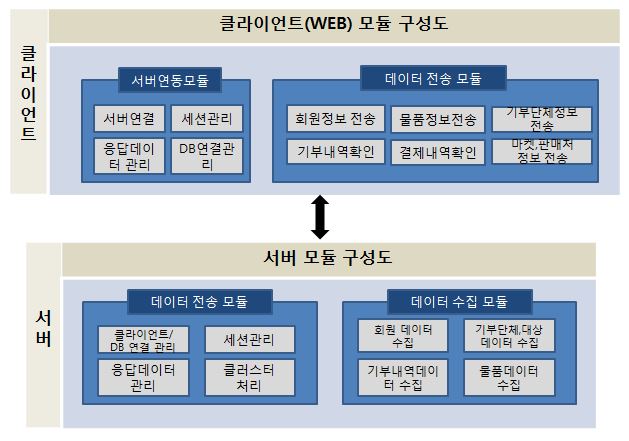 클라이언트(WEB) 모듈 구성도
클라이언트
서버연동모듈
서버연결
세션관리
응답데이
터 관리
DB연결관
리
데이터 전송 모듈
회원정보 전송
물품정보전송
기부단체정보
전송
기부내역확인
결제내역확인
마켓,판매처
정보 전송
서버 모듈 구성도
서버
데이터 전송 모듈
클라이언트/
DB 연결 관리
세션관리
응답데이터
관리
클러스터
처리
데이터 수집 모듈
회원 데이터
수집
기부단체,대상
데이터 수집
기부내역데이
터 수집
물품데이터
수집